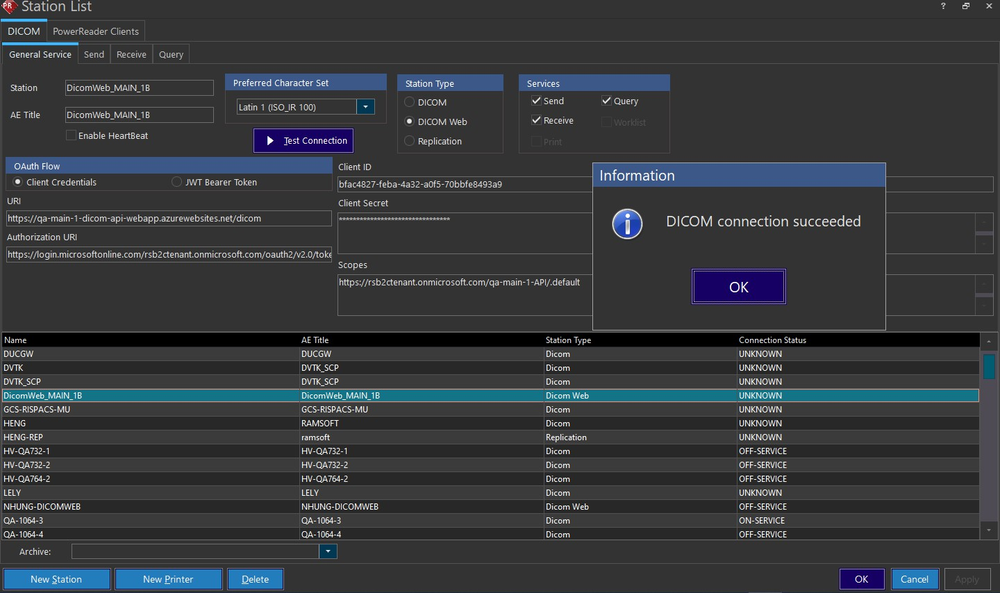 PR Station List
DICOM PowerReader Clients
General Service Send Receive Query
Station DicomWeb_MAIN_1B
AE Title DicomWeb_MAIN_1B
Enable HeartBeat
Preferred Character Set
Latin 1 (ISO_IR 100)
Test Connection
Station Type
DICOM
DICOM Web
Replication
Services
Send Query
Receive Worklist
Print
OAuth Flow
Client Credentials JWT Bearer Token
URI
https://qa-main-1-dicom-api-webapp.azurewebsites.net/dicom
Authorization URI
https://login.microsoftonline.com/rsb2ctenant.onmicrosoft.com/oauth2/v2.0/toke
Client ID
bfac4827-feba-4a32-a0f5-70bbfe8493a9
Client Secret
********************************
Scopes
https://rsb2ctenant.onmicrosoft.com/qa-main-1-API/.default
Information
DICOM connection succeeded
OK
Name AE Title Station Type Connection Status
DUCGW DUCGW Dicom UNKNOWN
DVTK DVTK_SCP Dicom UNKNOWN
DVTK_SCP DVTK_SCP Dicom UNKNOWN
DicomWeb_MAIN_1B DicomWeb_MAIN_1B Dicom Web UNKNOWN
GCS-RISPACS-MU GCS-RISPACS-MU Dicom UNKNOWN
HENG RAMSOFT Dicom UNKNOWN
HENG-REP ramsoft Replication UNKNOWN
HV-QA732-1 HV-QA732-1 Dicom OFF-SERVICE
HV-QA732-2 HV-QA732-2 Dicom OFF-SERVICE
HV-QA764-2 HV-QA764-2 Dicom OFF-SERVICE
LELY LELY Dicom UNKNOWN
NHUNG-DICOMWEB NHUNG-DICOMWEB Dicom Web OFF-SERVICE
QA-1064-3 QA-1064-3 Dicom ON-SERVICE
QA-1064-4 QA-1064-4 Dicom OFF-SERVICE
Archive:
New Station New Printer Delete OK Cancel Apply